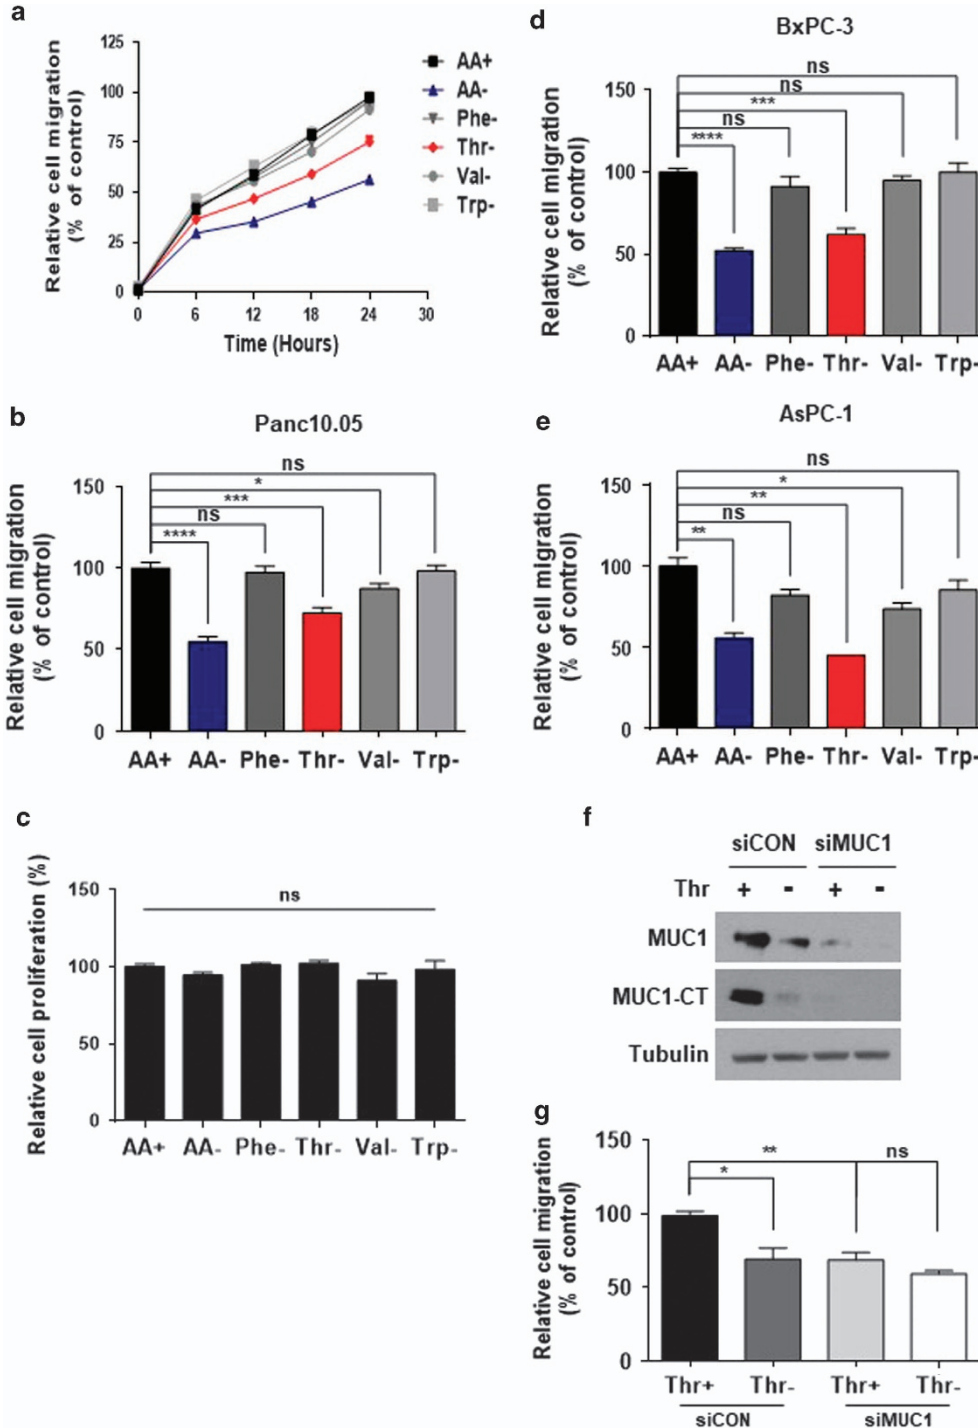 a
Relative cell migration
(% of control)
125
100
75
50
25
0
0 6 12 18 24 30
Time (Hours)
AA+
AA-
Phe-
Thr-
Val-
Trp-
b
Panc10.05
Relative cell migration
(% of control)
150
100
50
0
ns
*
***
ns
****
AA+ AA- Phe- Thr- Val- Trp-
c
Relative cell proliferation (%)
150
100
50
0
ns
AA+ AA- Phe- Thr- Val- Trp-
d
BxPC-3
Relative cell migration
(% of control)
150
100
50
0
ns
ns
***
ns
****
AA+ AA- Phe- Thr- Val- Trp-
e
AsPC-1
Relative cell migration
(% of control)
150
100
50
0
ns
*
**
ns
**
AA+ AA- Phe- Thr- Val- Trp-
f
siCON siMUC1
Thr + - + -
MUC1
MUC1-CT
Tubulin
g
Relative cell migration
(% of control)
150
100
50
0
** ns
*
Thr+ Thr- Thr+ Thr-
siCON siMUC1